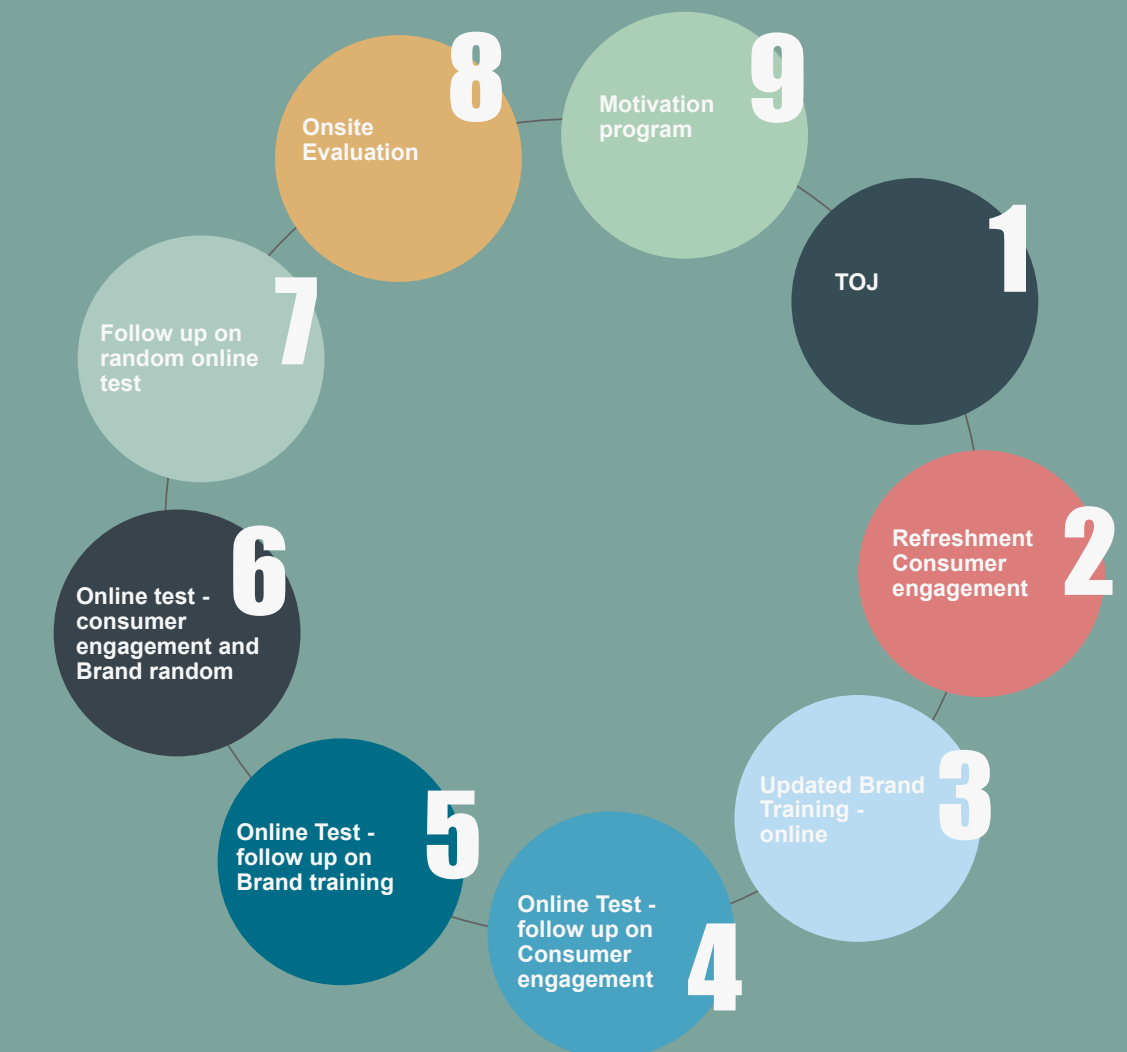 1
TOJ
2
Refreshment
Consumer
engagement
3
Updated Brand
Training -
online
4
Online Test -
follow up on
Consumer
engagement
5
Online Test -
follow up on
Brand training
6
Online test -
consumer
engagement and
Brand random
7
Follow up on
random online
test
8
Onsite
Evaluation
9
Motivation
program